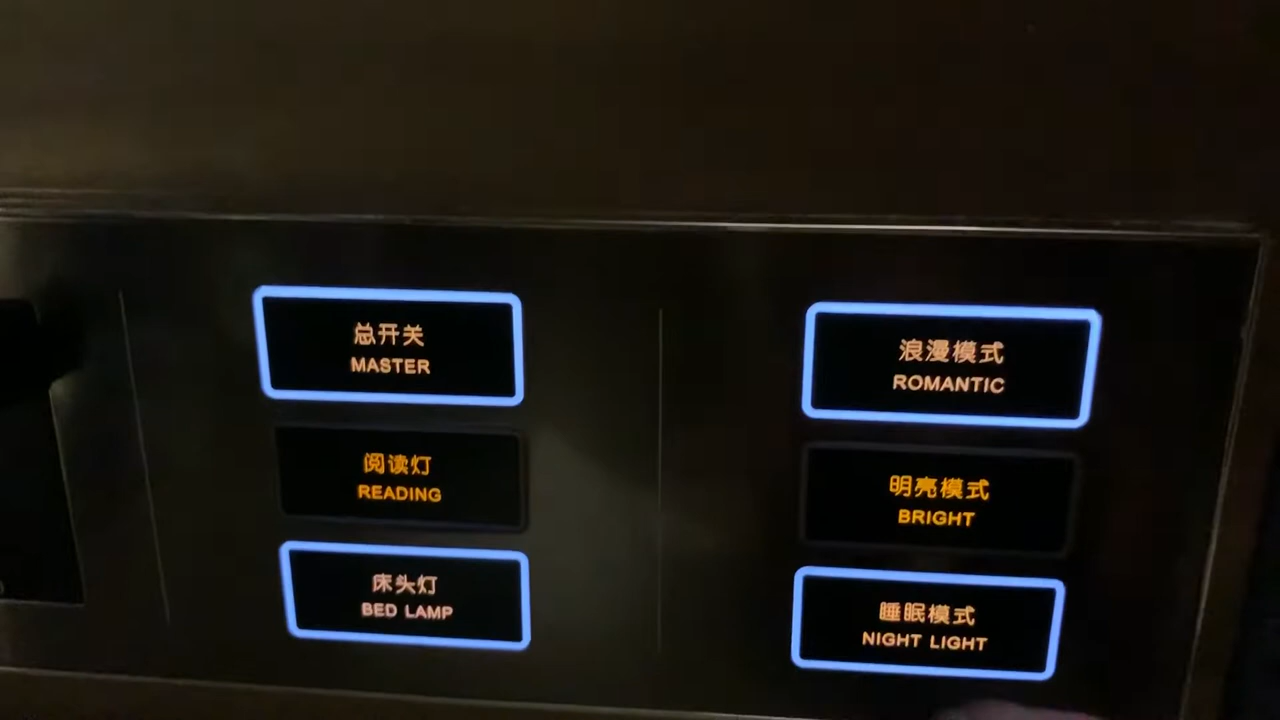 总开关
MASTER
阅读灯
READING
床头灯
BED LAMP
浪漫模式
ROMANTIC
明亮模式
BRIGHT
睡眠模式
NIGHT LIGHT